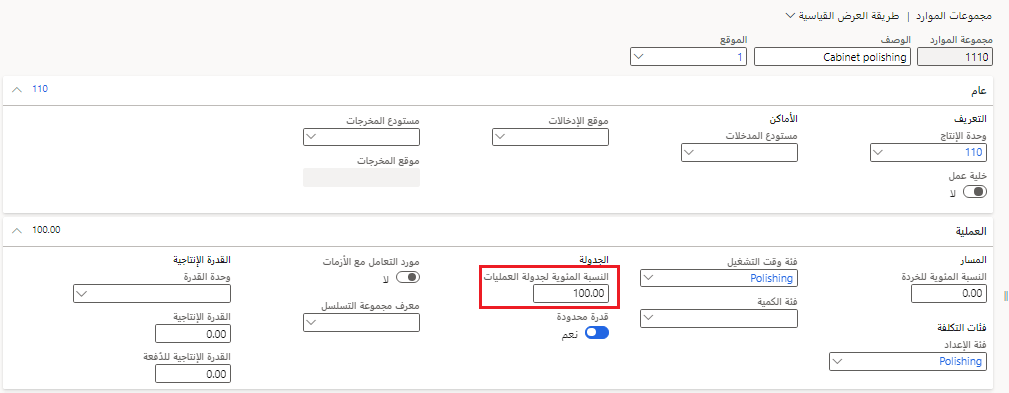 مجموعات الموارد | طريقة العرض القياسية
مجموعة الموارد
1110
الوصف
Cabinet polishing
الموقع
1
عام
110
التعريف
وحدة الإنتاج
110
خلية عمل
لا
الأماكن
مستودع المدخلات
موقع الإدخالات
مستودع المخرجات
موقع المخرجات
العملية
100.00
المسار
النسبة المئوية للخردة
0.00
فئات التكلفة
فئة الإعداد
Polishing
فئة وقت التشغيل
Polishing
فئة الكمية
الجدولة
النسبة المئوية لجدولة العمليات
100.00
قدرة محدودة
نعم
مورد التعامل مع الأزمات
لا
معرف مجموعة التسلسل
القدرة الإنتاجية
وحدة القدرة
القدرة الإنتاجية
0.00
القدرة الإنتاجية للدُفعة
0.00